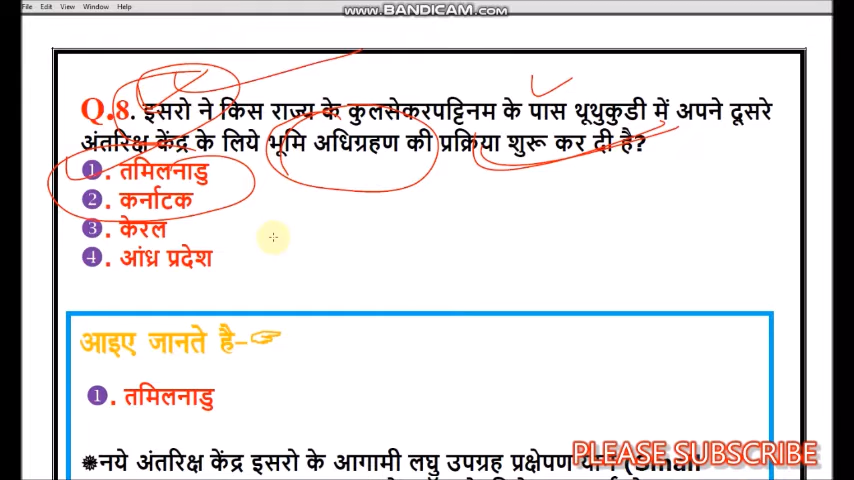 www.BANDICAM.com
File Edit View Window Help
Q.8. इसरो ने किस राज्य के कुलसेकरपट्टिनम के पास थूथुकुडी में अपने दूसरे
अंतरिक्ष केंद्र के लिये भूमि अधिग्रहण की प्रक्रिया शुरू कर दी है?
1. तमिलनाडु
2. कर्नाटक
3. केरल
4. आंध्र प्रदेश
आइए जानते है-
1. तमिलनाडु
नये अंतरिक्ष केंद्र इसरो के आगामी लघु उपग्रह प्रक्षेपण यान (Small
PLEASE SUBSCRIBE